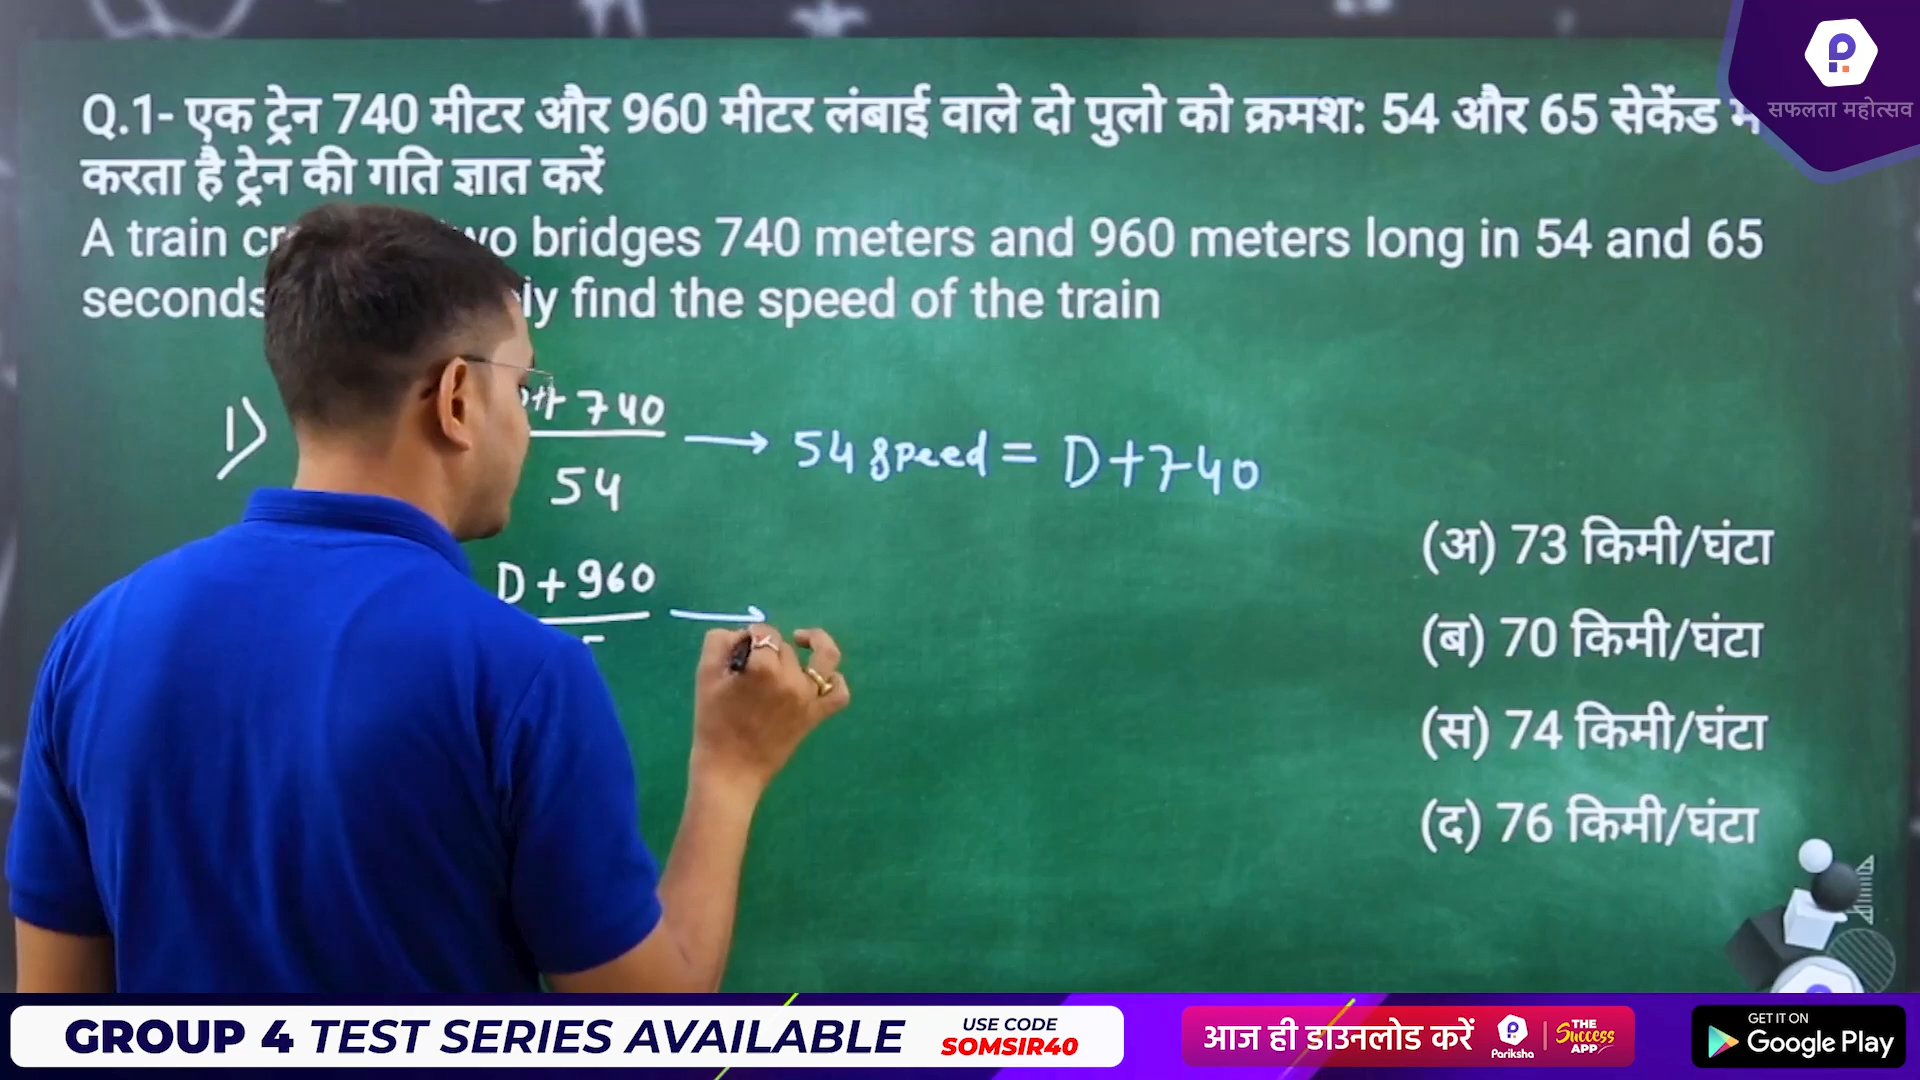 Q.1- एक ट्रेन 740 मीटर और 960 मीटर लंबाई वाले दो पुलो को क्रमश: 54 और 65 सेकेंड
सफलता महोत्सव
करता है ट्रेन की गति ज्ञात करें
A train two bridges 740 meters and 960 meters long in 54 and 65
seconds find the speed of the train
1)
+ 740
54
54 speed = D+740
D + 960
(अ) 73 किमी/घंटा
(ब) 70 किमी/घंटा
(स) 74 किमी/घंटा
(द) 76 किमी/घंटा
GROUP 4 TEST SERIES AVAILABLE
USE CODE
SOMSIR40
आज ही डाउनलोड करें
Pariksha
THE
Success
APP
GET IT ON
Google Play